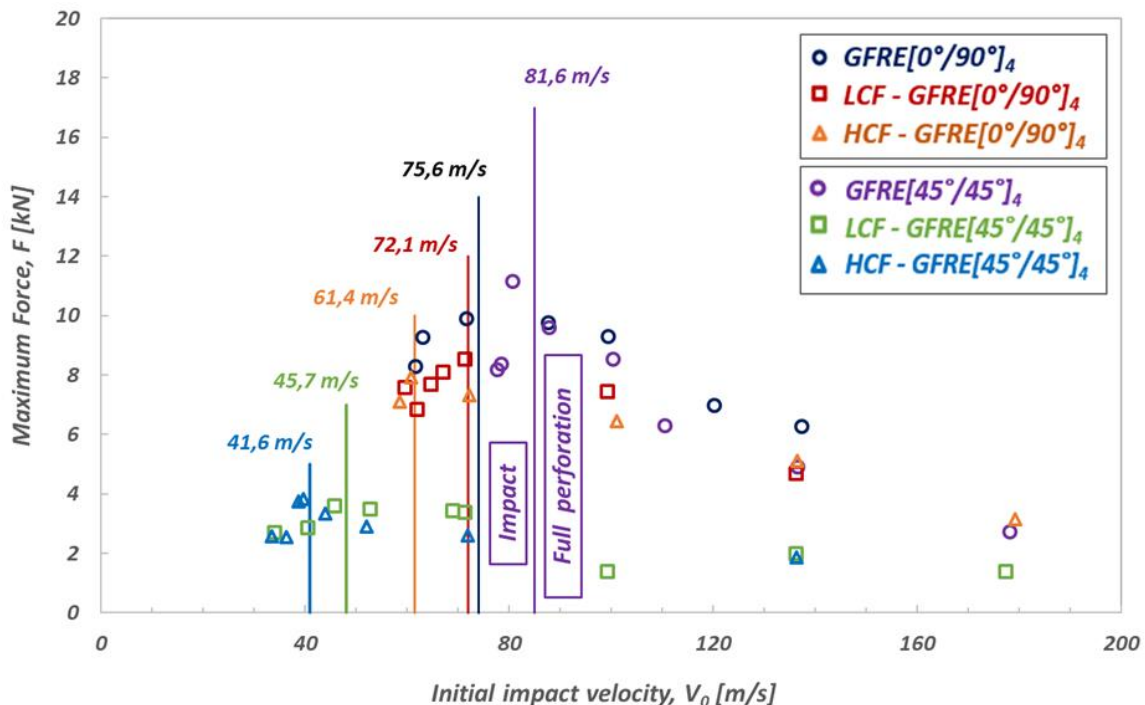 20
18
16
14
12
10
8
6
4
2
0
Maximum Force, F [kN]
0
40
80
120
160
200
Initial impact velocity, V₀ [m/s]
81,6 m/s
75,6 m/s
72,1 m/s
61,4 m/s
45,7 m/s
41,6 m/s
Impact
Full perforation
GFRE[0°/90°]₄
LCF - GFRE[0°/90°]₄
HCF - GFRE[0°/90°]₄
GFRE[45°/45°]₄
LCF - GFRE[45°/45°]₄
HCF - GFRE[45°/45°]₄